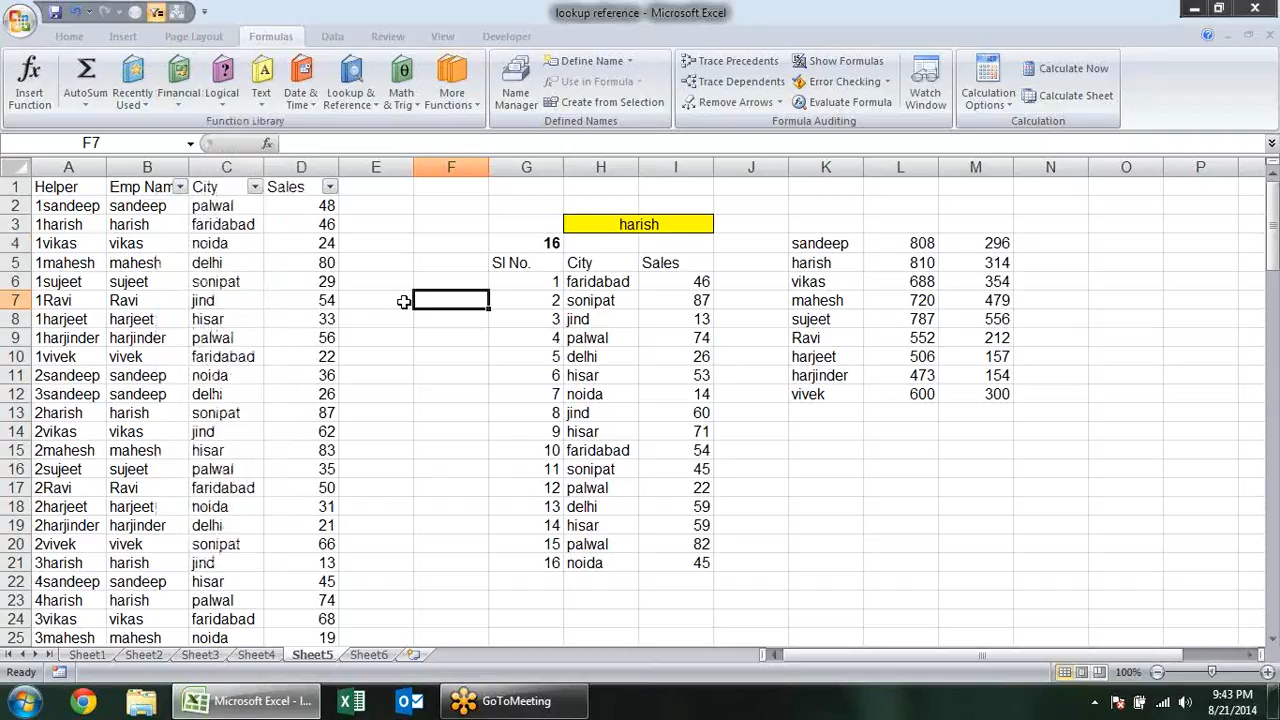 lookup reference - Microsoft Excel
Home Insert Page Layout Formulas Data Review View Developer
Insert Function
AutoSum
Recently Used
Financial
Logical
Text
Date & Time
Lookup & Reference
Math & Trig
More Functions
Function Library
Name Manager
Define Name
Use in Formula
Create from Selection
Defined Names
Trace Precedents Show Formulas
Trace Dependents Error Checking
Remove Arrows Evaluate Formula
Formula Auditing
Watch Window
Calculation Options
Calculate Now
Calculate Sheet
Calculation
F7 fx
A B C D E F G H I J K L M N O P
1 Helper Emp Nam City Sales
2 1sandeep sandeep palwal 48
3 1harish harish faridabad 46 harish
4 1vikas vikas noida 24 16 sandeep 808 296
5 1mahesh mahesh delhi 80 Sl No. City Sales harish 810 314
6 1sujeet sujeet sonipat 29 1 faridabad 46 vikas 688 354
7 1Ravi Ravi jind 54 2 sonipat 87 mahesh 720 479
8 1harjeet harjeet hisar 33 3 jind 13 sujeet 787 556
9 1harjinder harjinder palwal 56 4 palwal 74 Ravi 552 212
10 1vivek vivek faridabad 22 5 delhi 26 harjeet 506 157
11 2sandeep sandeep noida 36 6 hisar 53 harjinder 473 154
12 3sandeep sandeep delhi 26 7 noida 14 vivek 600 300
13 2harish harish sonipat 87 8 jind 60
14 2vikas vikas jind 62 9 hisar 71
15 2mahesh mahesh hisar 83 10 faridabad 54
16 2sujeet sujeet palwal 35 11 sonipat 45
17 2Ravi Ravi faridabad 50 12 palwal 22
18 2harjeet harjeet noida 31 13 delhi 59
19 2harjinder harjinder delhi 21 14 hisar 59
20 2vivek vivek sonipat 66 15 palwal 82
21 3harish harish jind 13 16 noida 45
22 4sandeep sandeep hisar 45
23 4harish harish palwal 74
24 3vikas vikas faridabad 68
25 3mahesh mahesh noida 19
Sheet1 Sheet2 Sheet3 Sheet4 Sheet5 Sheet6
Ready 100%
Microsoft Excel - l... GoToMeeting 9:43 PM
8/21/2014